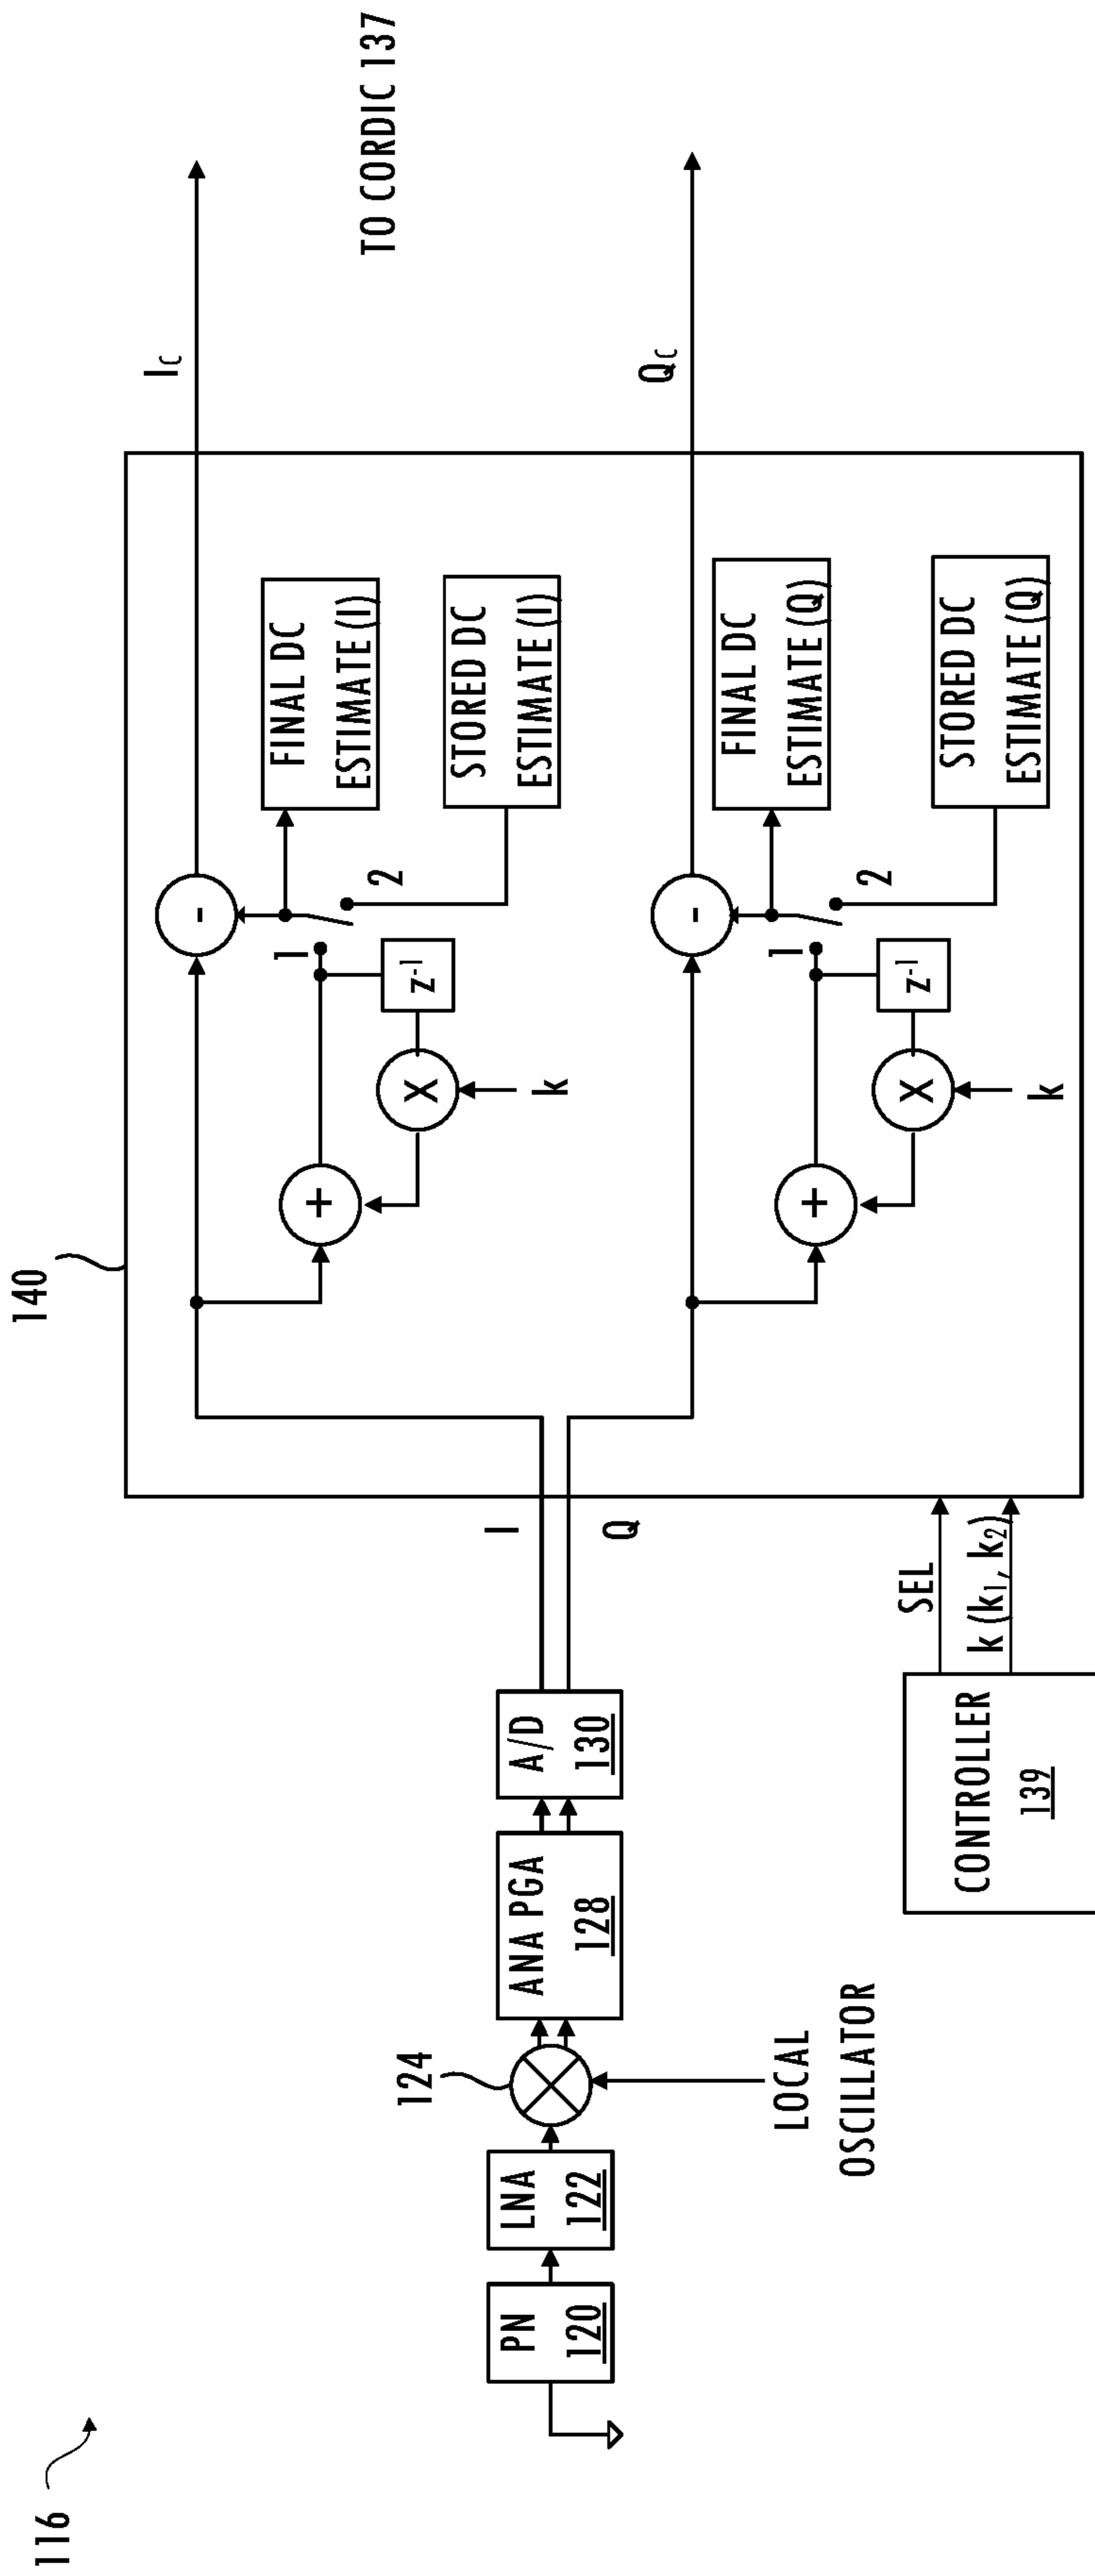 116
PN
120
LNA
122
124
LOCAL
OSCILLATOR
ANA PGA
128
A/D
130
CONTROLLER
139
SEL
k (k₁, k₂)
I
Q
140
+
X
k
z⁻¹
1
2
-
FINAL DC
ESTIMATE (I)
STORED DC
ESTIMATE (I)
I_C
+
X
k
z⁻¹
1
2
-
FINAL DC
ESTIMATE (Q)
STORED DC
ESTIMATE (Q)
Q_C
TO CORDIC 137